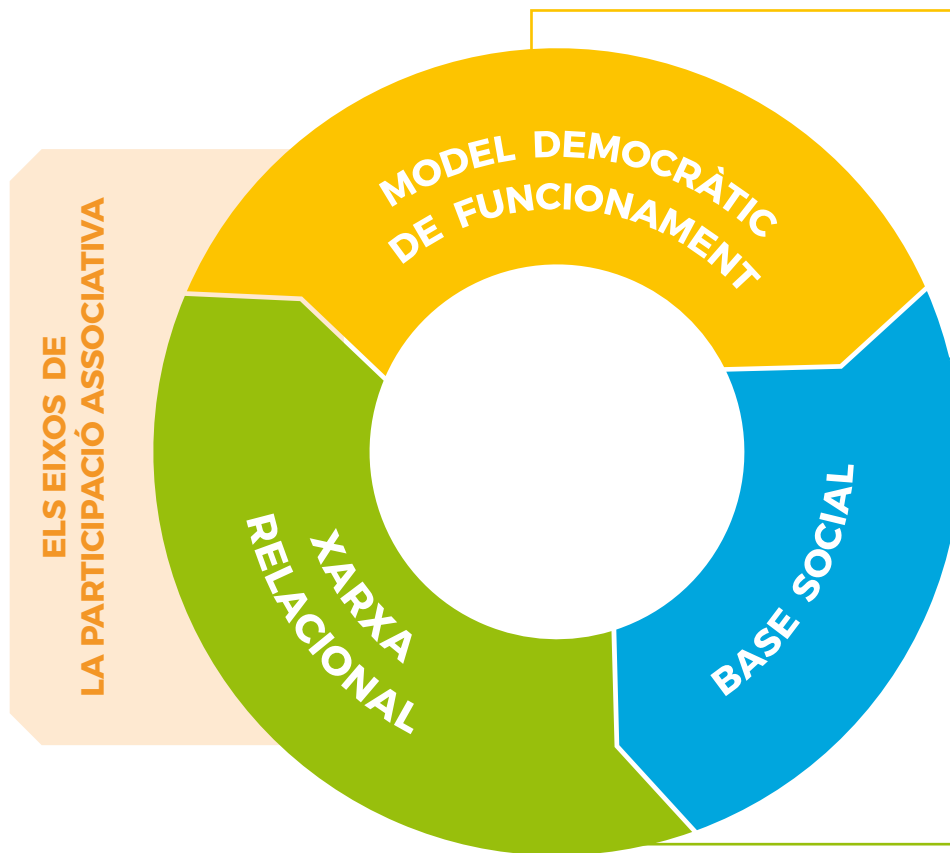 ELS EIXOS DE
LA PARTICIPACIÓ ASSOCIATIVA
MODEL DEMOCRÀTIC
DE FUNCIONAMENT
BASE SOCIAL
XARXA
RELACIONAL